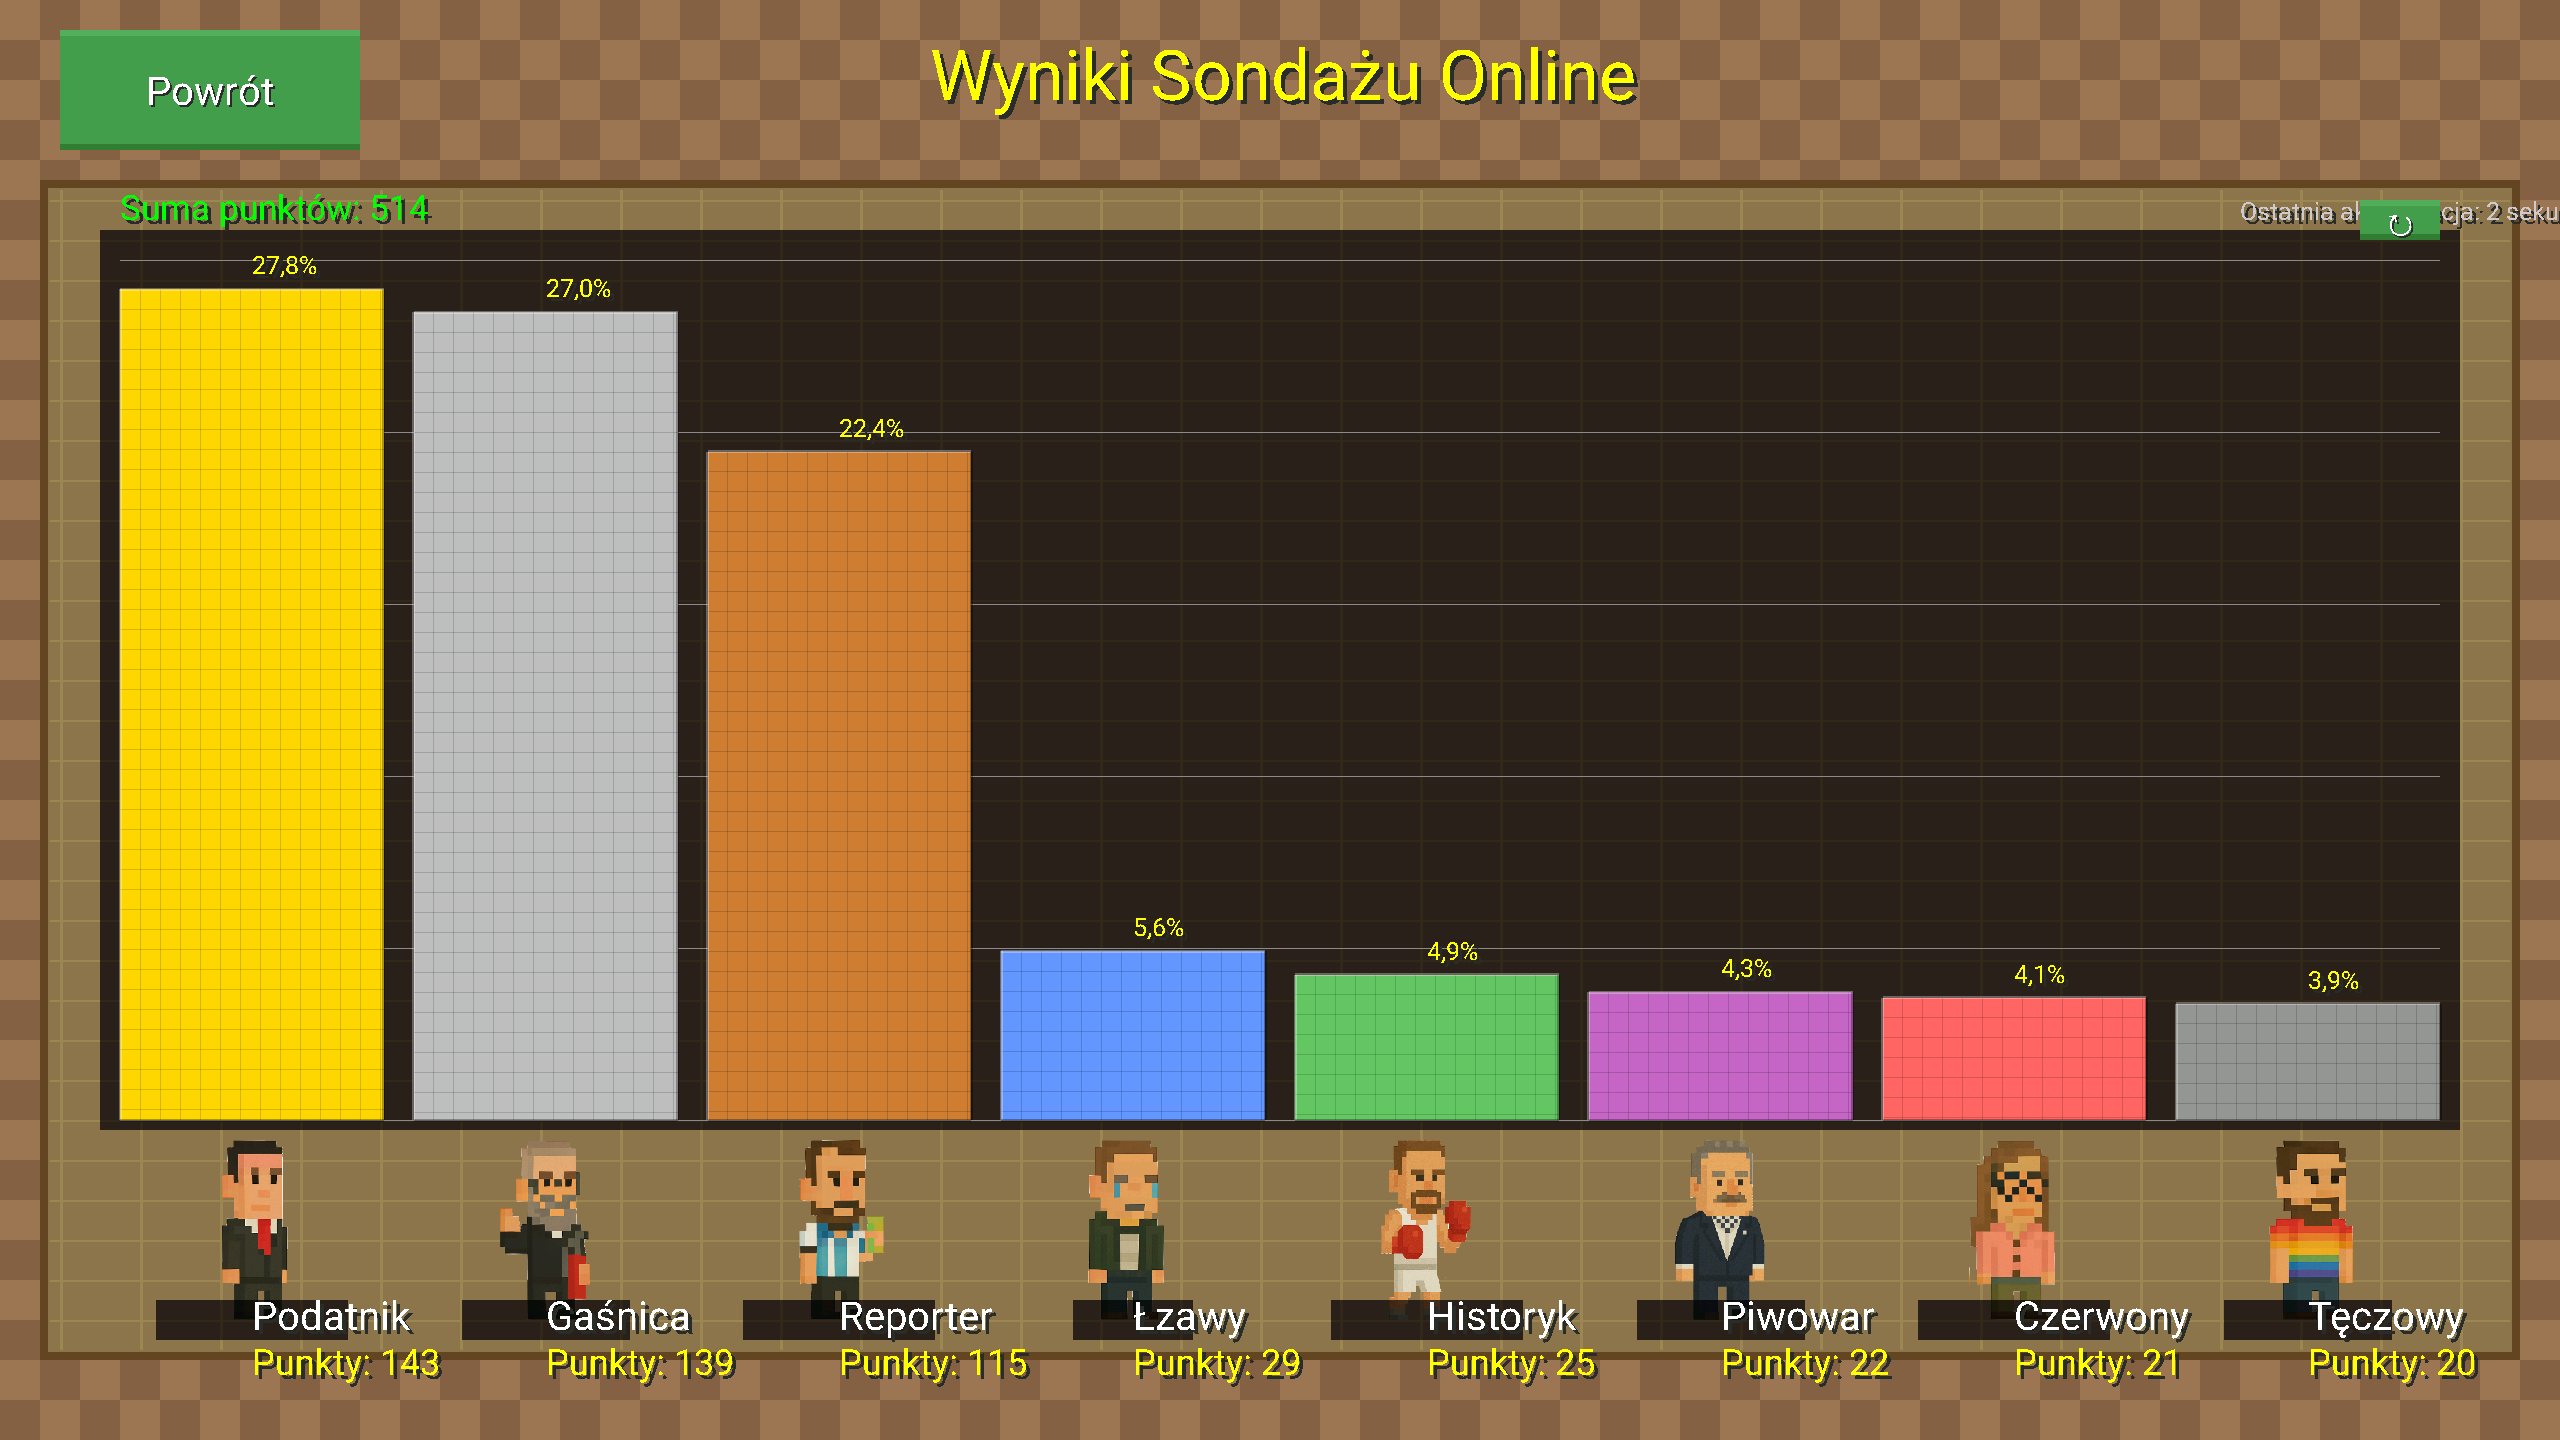 Powrót
Wyniki Sondażu Online
Suma punktów: 514
Ostatnia ak cja: 2 seku
27,8%
27,0%
22,4%
5,6%
4,9%
4,3%
4,1%
3,9%
Podatnik
Punkty: 143
Gaśnica
Punkty: 139
Reporter
Punkty: 115
Łzawy
Punkty: 29
Historyk
Punkty: 25
Piwowar
Punkty: 22
Czerwony
Punkty: 21
Tęczowy
Punkty: 20